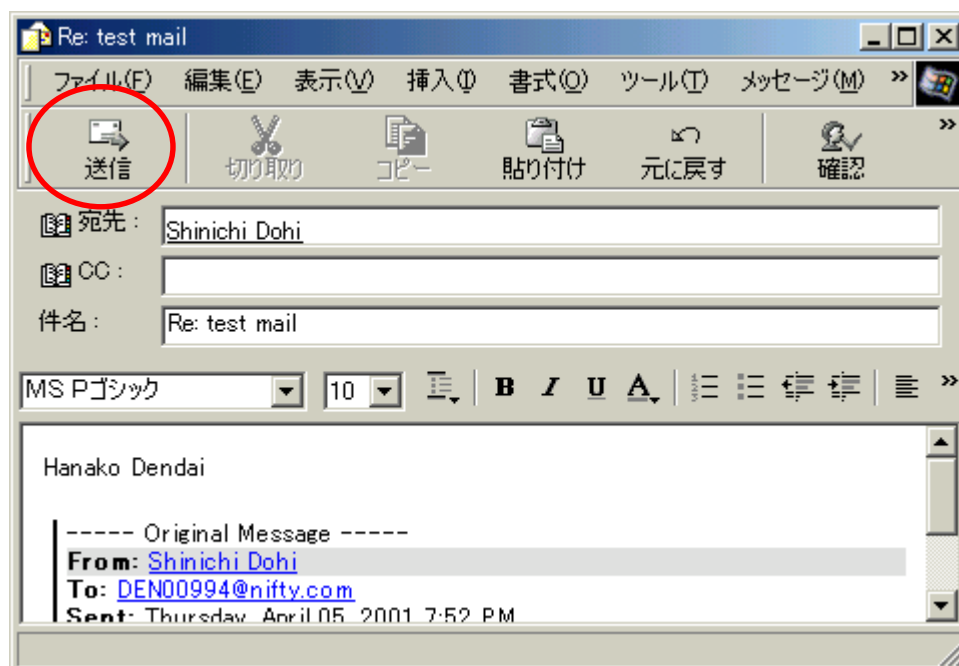 Re: test mail
ファイル(F) 編集(E) 表示(V) 挿入(I) 書式(O) ツール(T) メッセージ(M) »
送信 切り取り コピー 貼り付け 元に戻す 確認 »
宛先: Shinichi Dohi
CC:
件名: Re: test mail
MS Pゴシック 10 B I U A »
Hanako Dendai
----- Original Message -----
From: Shinichi Dohi
To: DEN00994@nifty.com
Sent: Thursday, April 05, 2001 7:52 PM